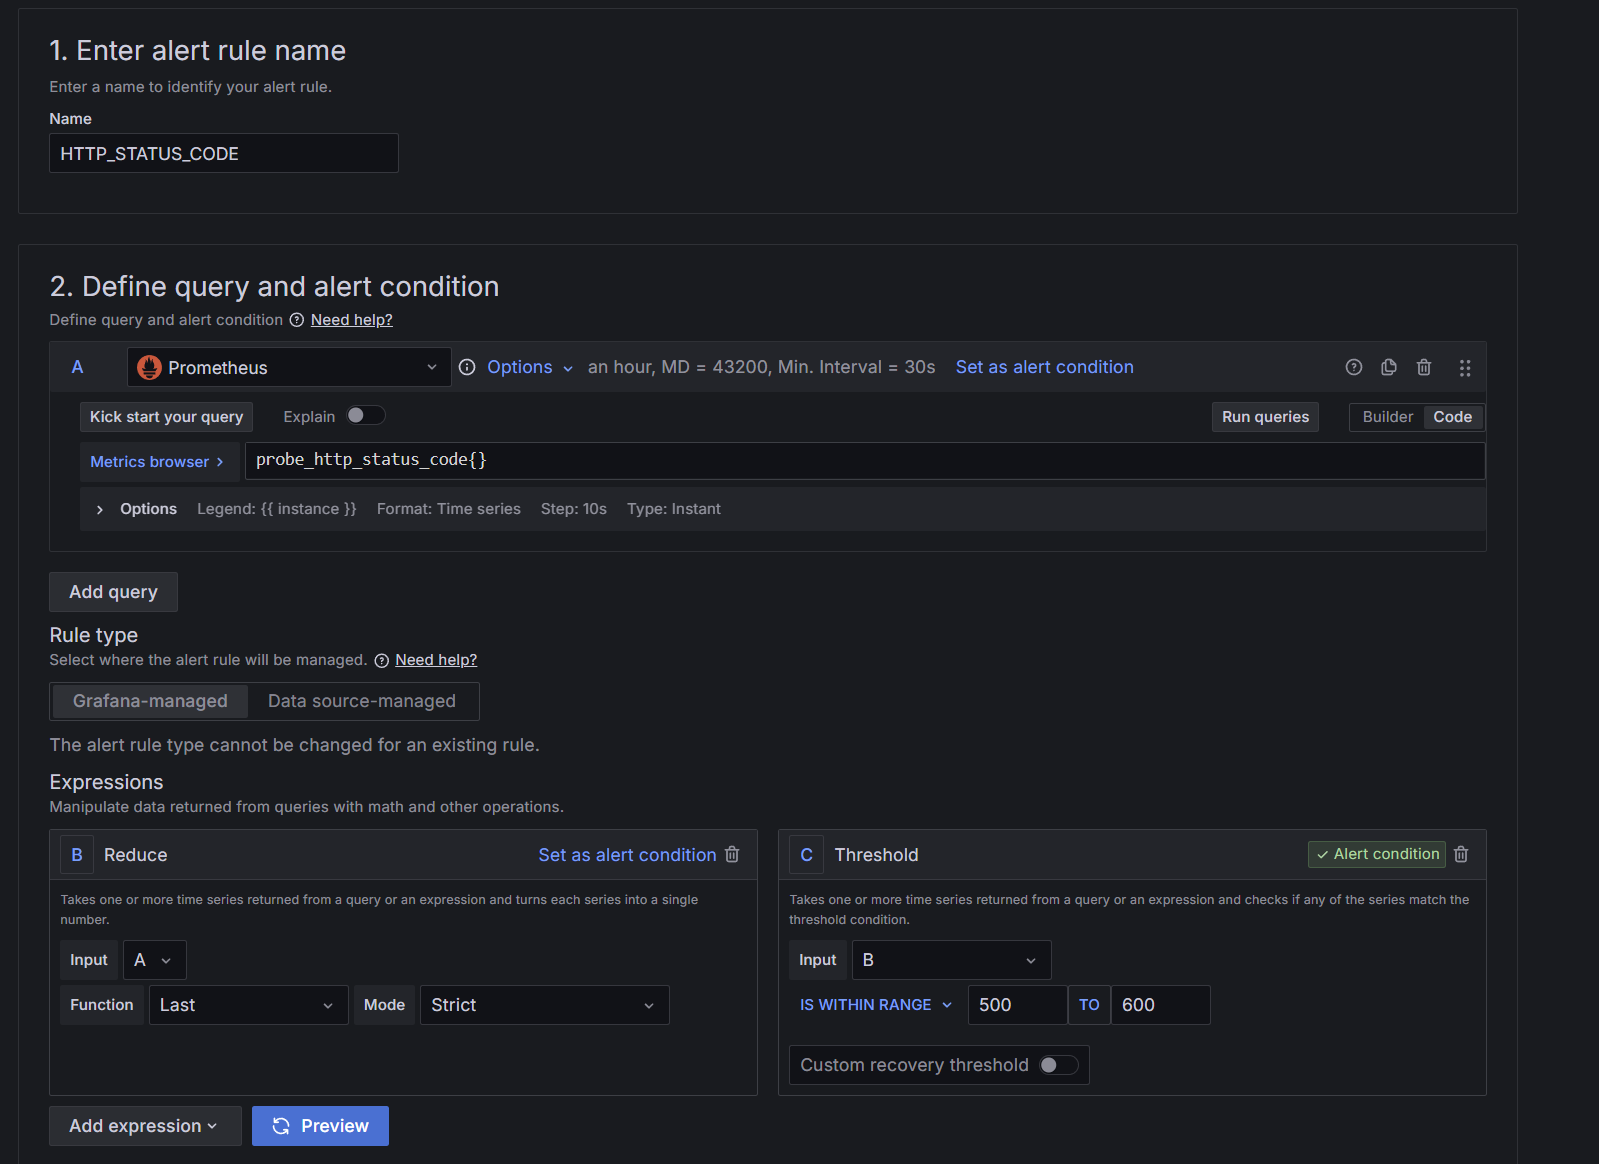 1. Enter alert rule name
Enter a name to identify your alert rule.
Name
HTTP_STATUS_CODE
2. Define query and alert condition
Define query and alert condition Need help?
A Prometheus Options an hour, MD = 43200, Min. Interval = 30s Set as alert condition
Kick start your query Explain Run queries Builder Code
Metrics browser > probe_http_status_code{}
Options Legend: {{ instance }} Format: Time series Step: 10s Type: Instant
Add query
Rule type
Select where the alert rule will be managed. Need help?
Grafana-managed Data source-managed
The alert rule type cannot be changed for an existing rule.
Expressions
Manipulate data returned from queries with math and other operations.
B Reduce Set as alert condition
Takes one or more time series returned from a query or an expression and turns each series into a single
number.
Input A
Function Last Mode Strict
C Threshold Alert condition
Takes one or more time series returned from a query or an expression and checks if any of the series match the
threshold condition.
Input B
IS WITHIN RANGE 500 TO 600
Custom recovery threshold
Add expression Preview